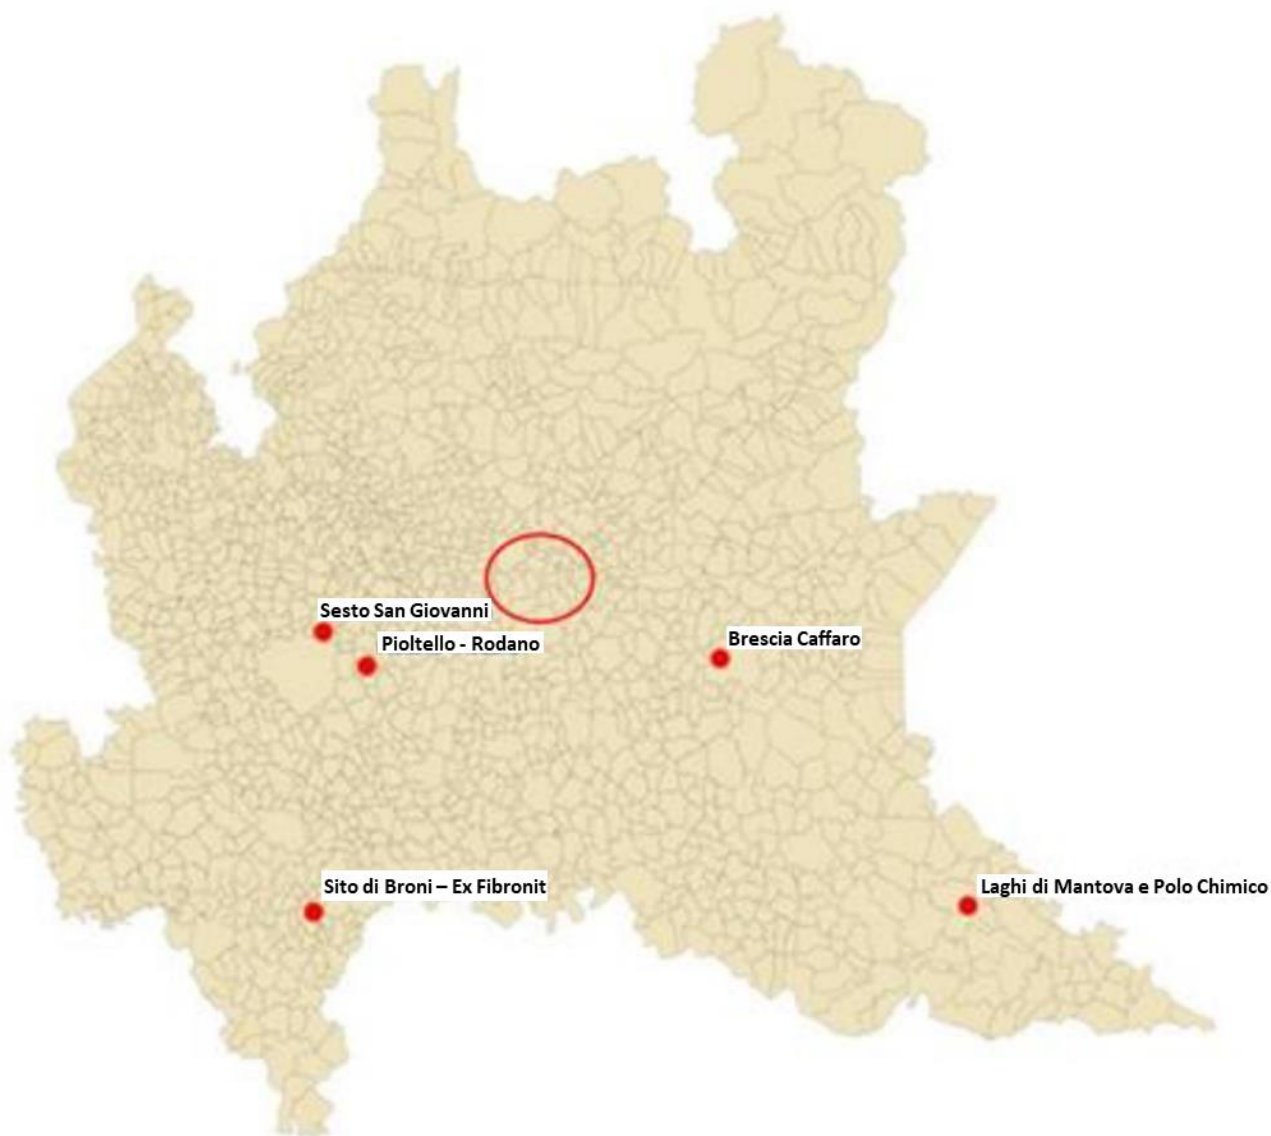 Sesto San Giovanni
Pioltello - Rodano
Brescia Caffaro
Sito di Broni – Ex Fibronit
Laghi di Mantova e Polo Chimico